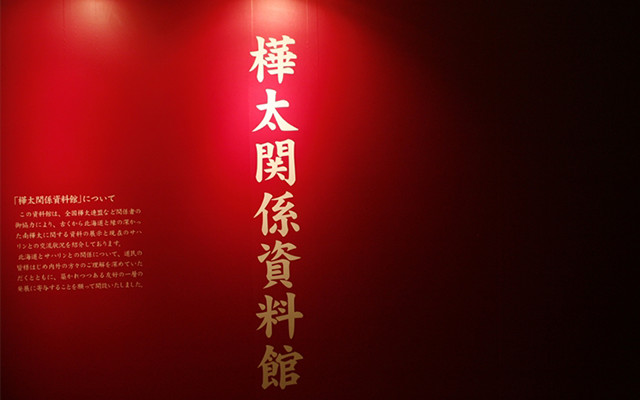 樺太関係資料館
「樺太関係資料館」について
この資料館は、全国樺太連盟など関係者の
御協力により、古くから北海道と縁の深かっ
た南樺太に関する資料の展示と現在のサハ
リンとの交流状況を紹介しております。
北海道とサハリンとの関係について、道民の
皆様はじめ内外の方々のご理解を深めていた
だくとともに、築かれつつある友好の一層の
発展に寄与することを願って開設いたしました。